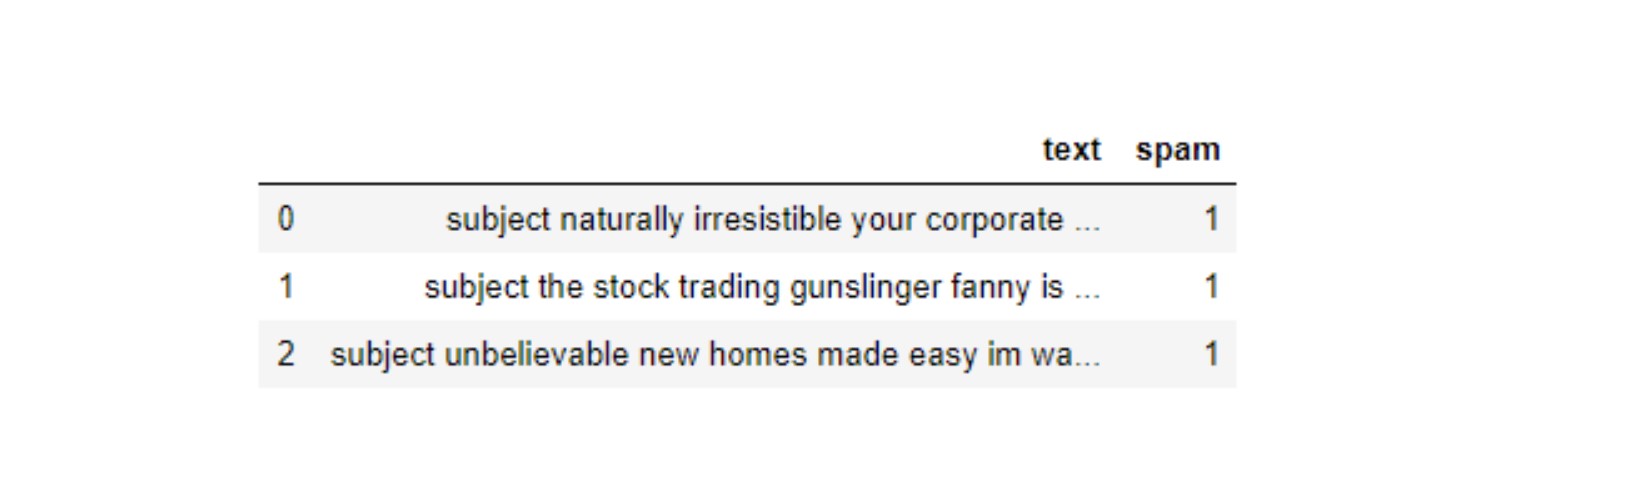 text spam
0 subject naturally irresistible your corporate ... 1
1 subject the stock trading gunslinger fanny is ... 1
2 subject unbelievable new homes made easy im wa... 1